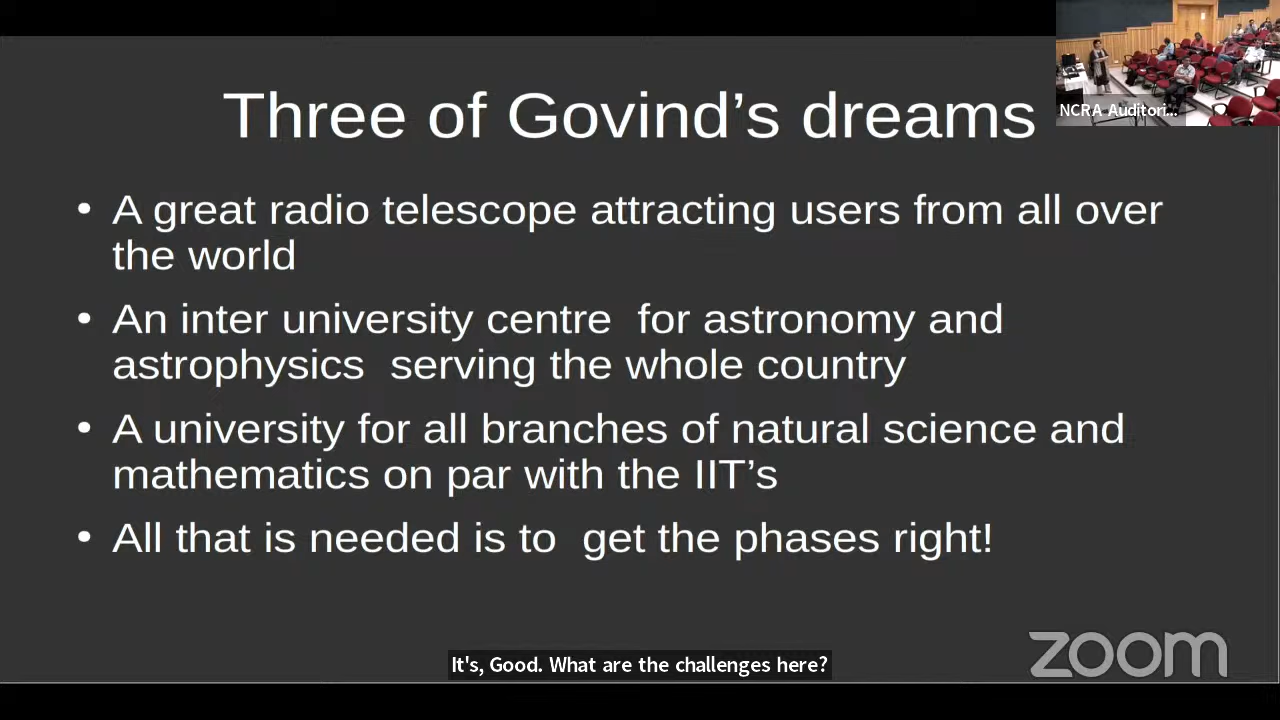 Three of Govind’s dreams
NCRA Auditori...
• A great radio telescope attracting users from all over
the world
• An inter university centre  for astronomy and
astrophysics  serving the whole country
• A university for all branches of natural science and
mathematics on par with the IIT’s
• All that is needed is to  get the phases right!
It's, Good. What are the challenges here?
zoom